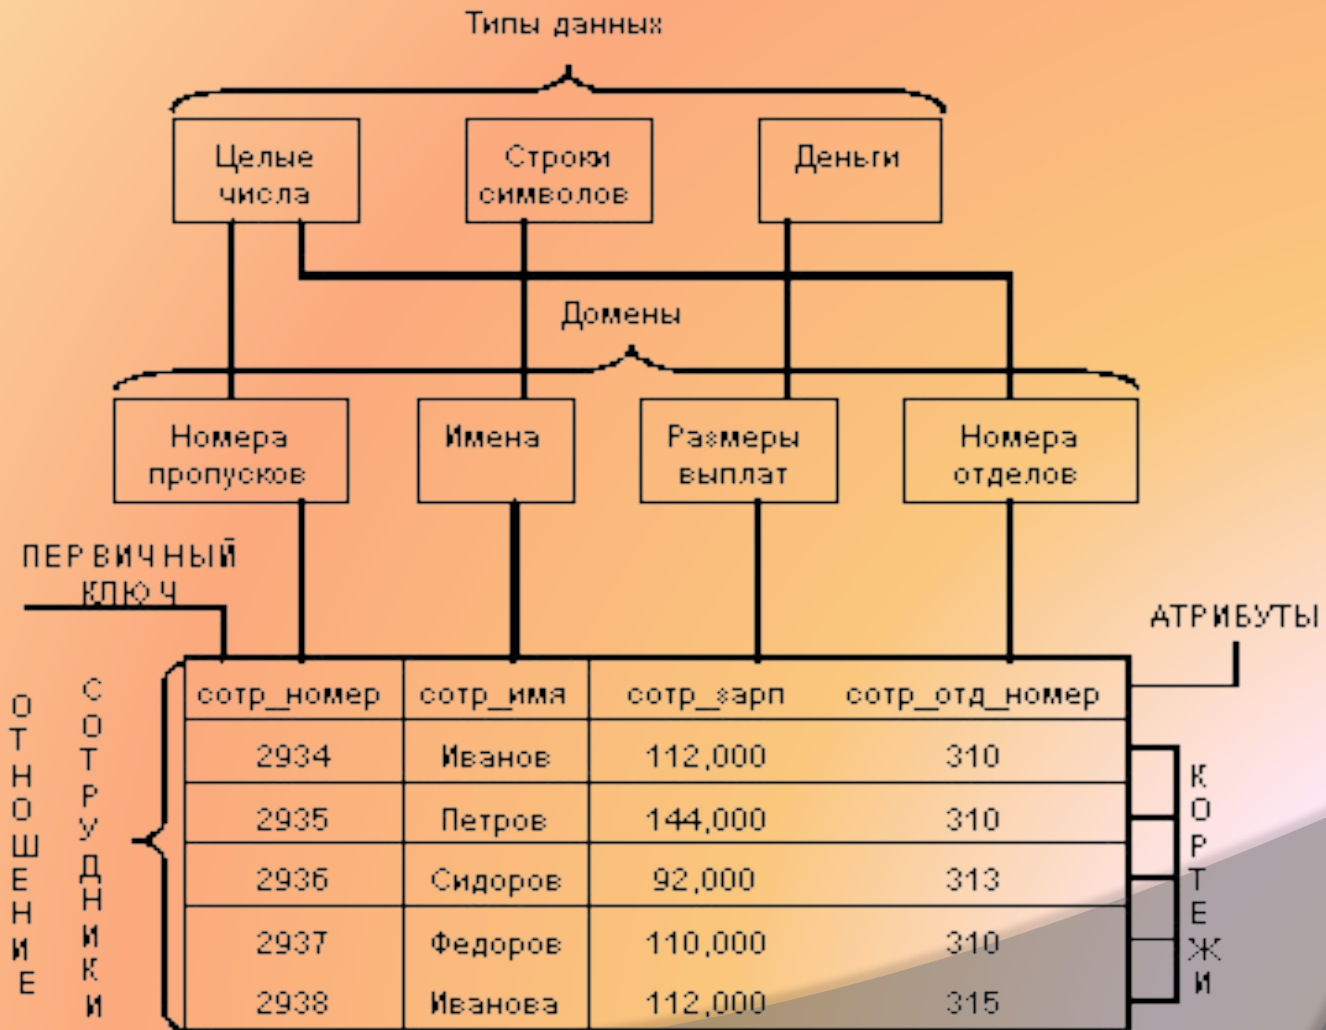 Типы данных
Целые
числа
Строки
символов
Деньги
Домены
Номера
пропусков
Имена
Размеры
выплат
Номера
отделов
ПЕРВИЧНЫЙ
КЛЮЧ
АТРИБУТЫ
ОТНОШЕНИЕ
СОТРУДНИКИ
сотр_номер сотр_имя сотр_зарп сотр_отд_номер
2934 Иванов 112,000 310
2935 Петров 144,000 310
2936 Сидоров 92,000 313
2937 Федоров 110,000 310
2938 Иванова 112,000 315
КОРТЕЖИ